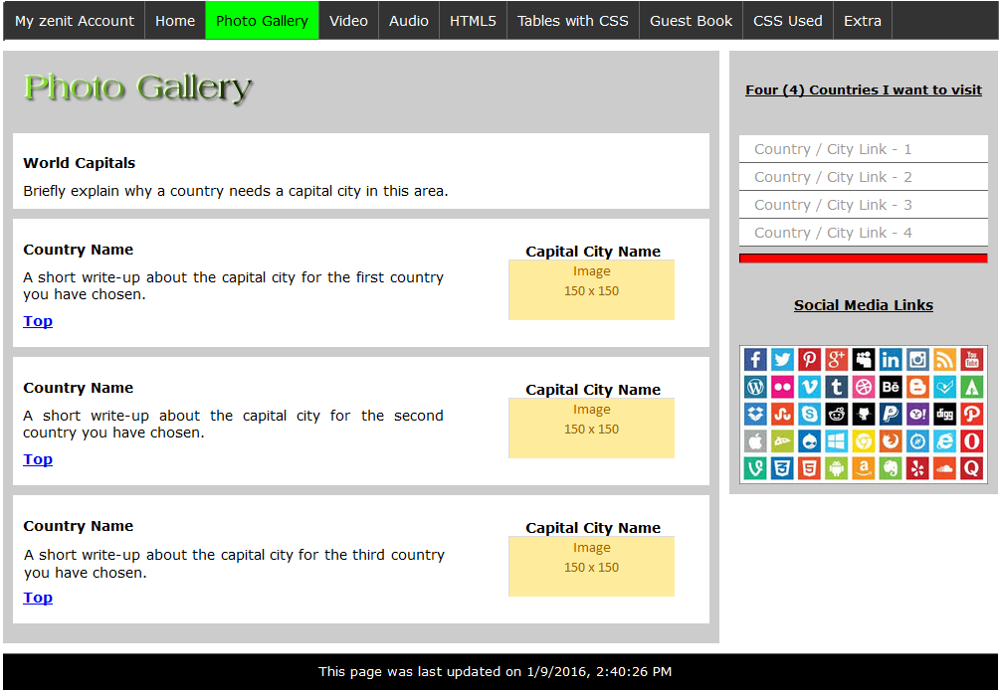 My zenit Account Home Photo Gallery Video Audio HTML5 Tables with CSS Guest Book CSS Used Extra
Photo Gallery
World Capitals
Briefly explain why a country needs a capital city in this area.
Country Name
A short write-up about the capital city for the first country
you have chosen.
Top
Capital City Name
Image
150 x 150
Country Name
A short write-up about the capital city for the second
country you have chosen.
Top
Capital City Name
Image
150 x 150
Country Name
A short write-up about the capital city for the third country
you have chosen.
Top
Capital City Name
Image
150 x 150
Four (4) Countries I want to visit
Country / City Link - 1
Country / City Link - 2
Country / City Link - 3
Country / City Link - 4
Social Media Links
You
Tube
Bē
digg
This page was last updated on 1/9/2016, 2:40:26 PM